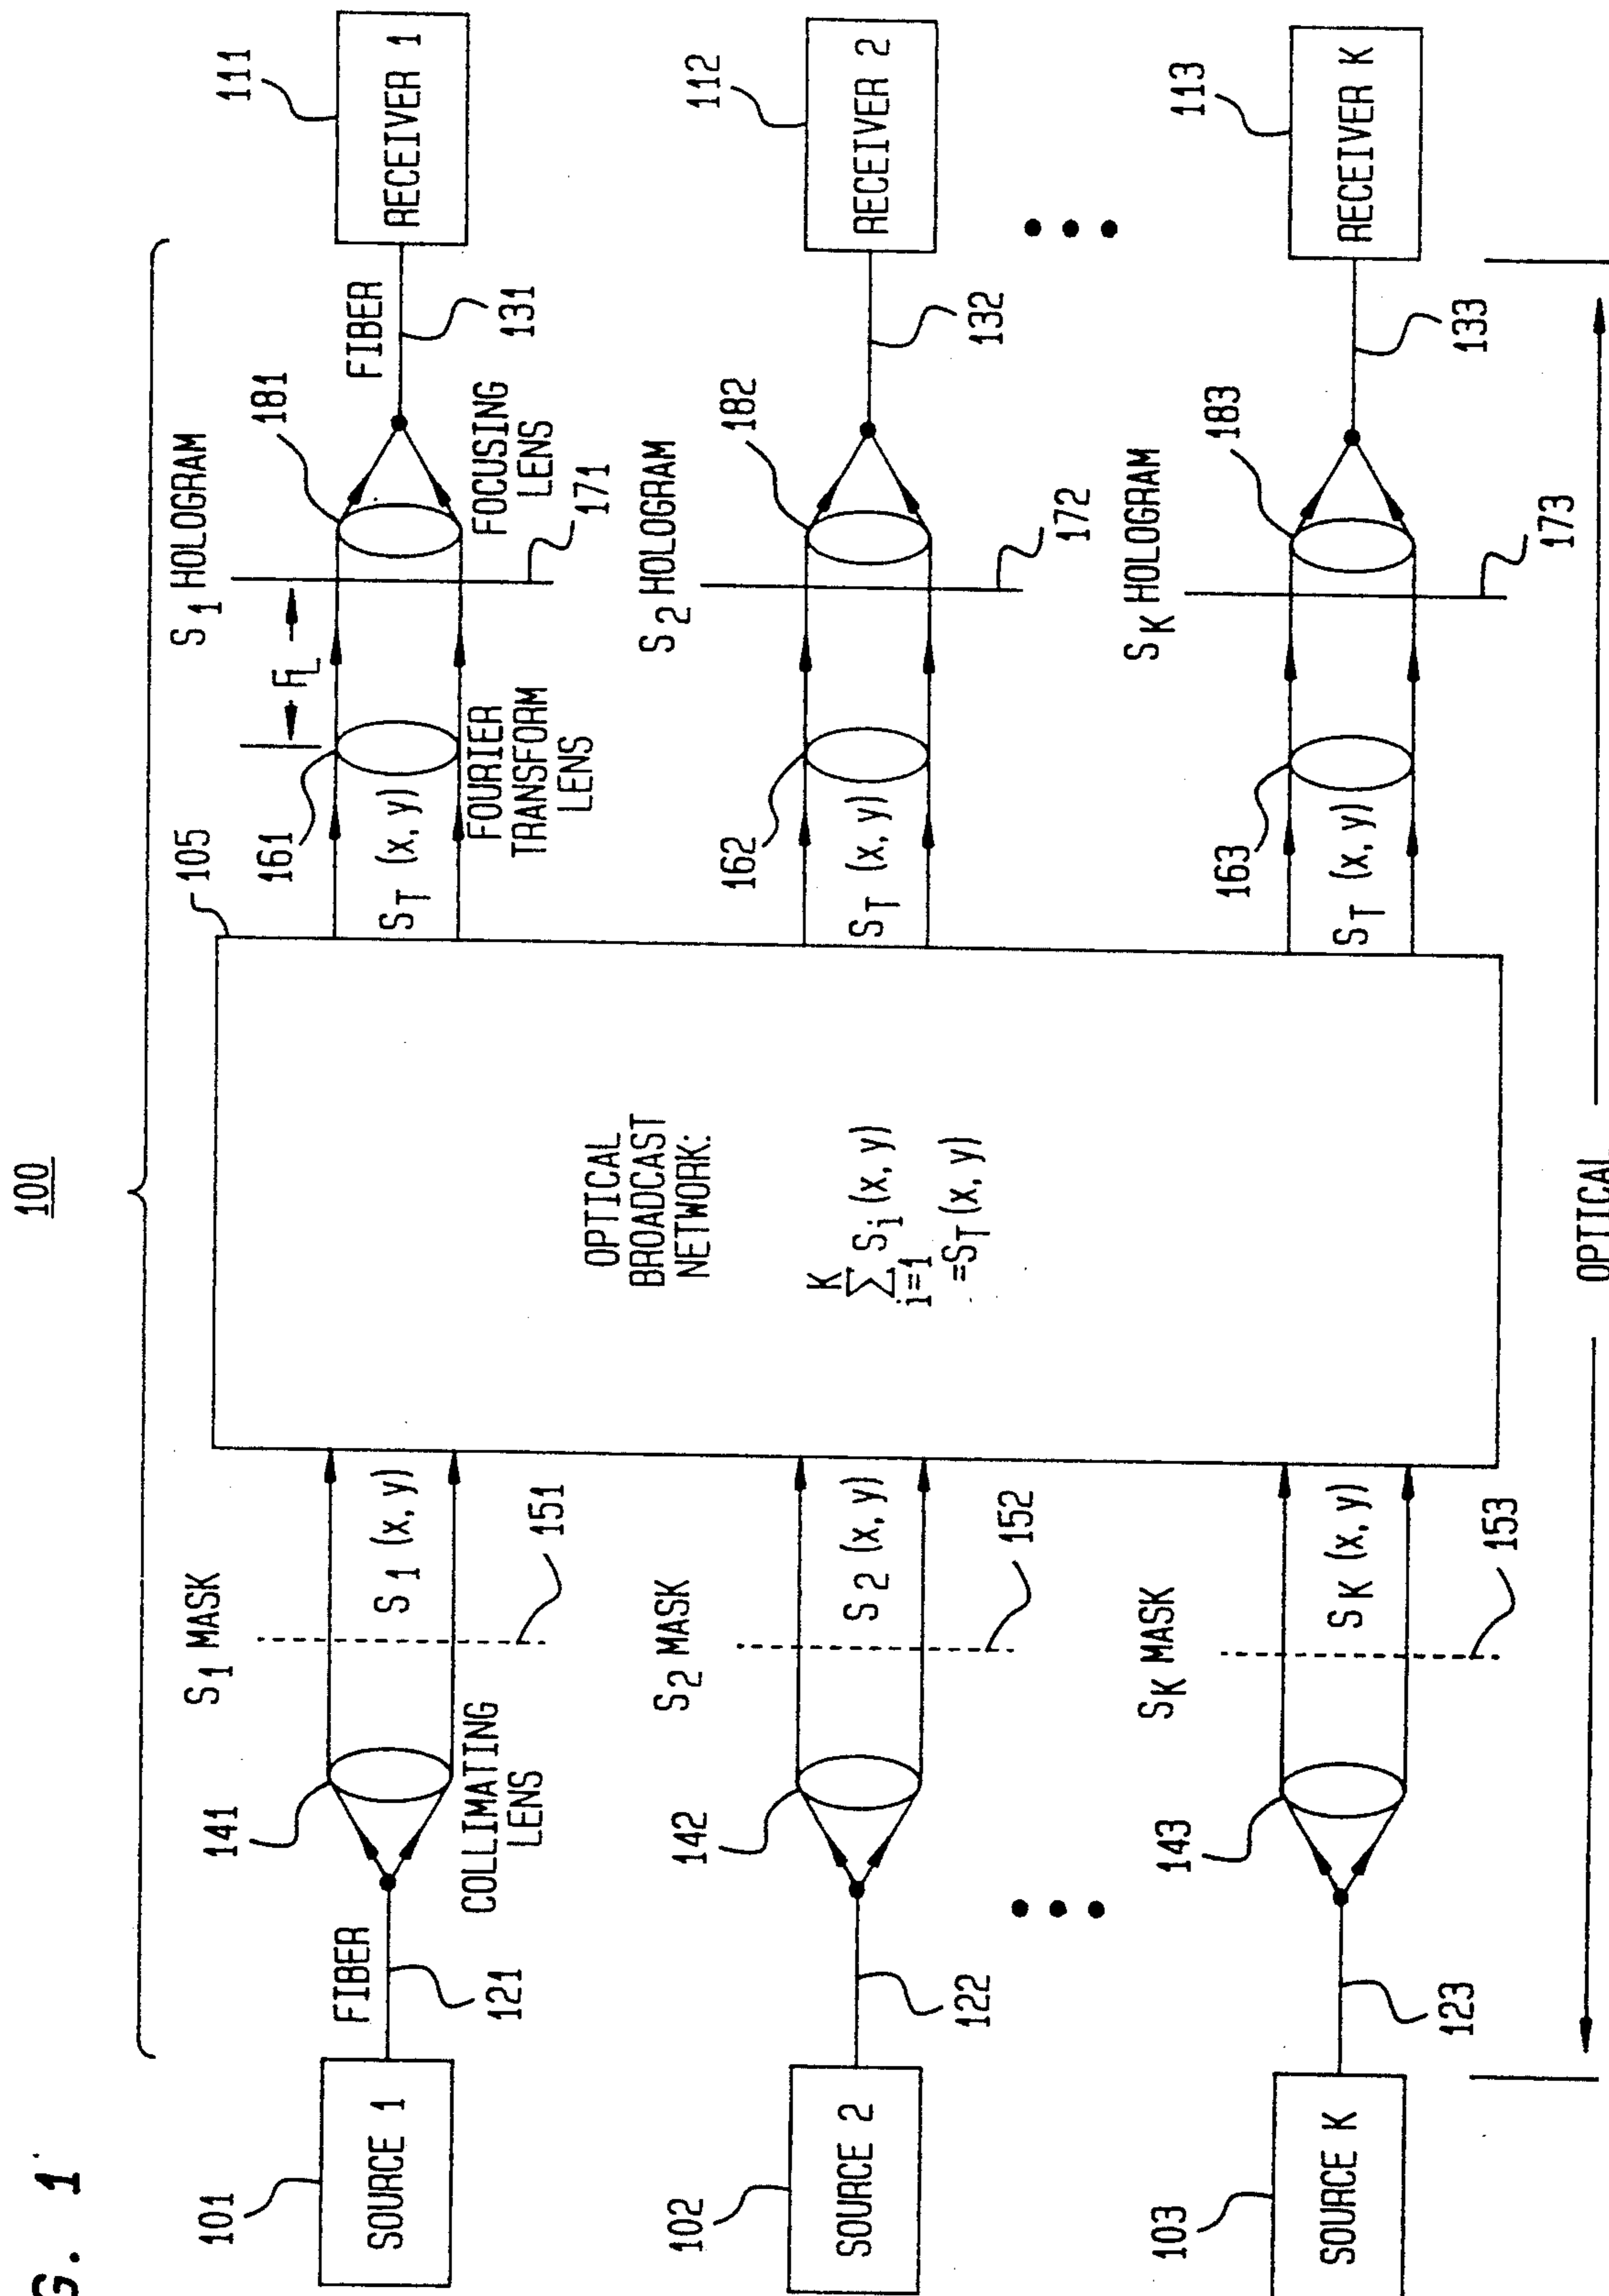 G. 1
100
101
SOURCE 1
FIBER
121
141
COLLIMATING
LENS
S1 MASK
S1 (x, y)
151
105
OPTICAL
BROADCAST
NETWORK:
K
∑ Si (x, y)
i=1
=ST (x, y)
ST (x, y)
161
FOURIER
TRANSFORM
LENS
FL
S1 HOLOGRAM
181
FOCUSING
LENS
171
FIBER
131
111
RECEIVER 1
102
SOURCE 2
122
142
S2 MASK
S2 (x, y)
152
ST (x, y)
162
S2 HOLOGRAM
182
172
132
112
RECEIVER 2
103
SOURCE K
123
143
SK MASK
SK (x, y)
153
ST (x, y)
163
SK HOLOGRAM
183
173
133
113
RECEIVER K
OPTICAL